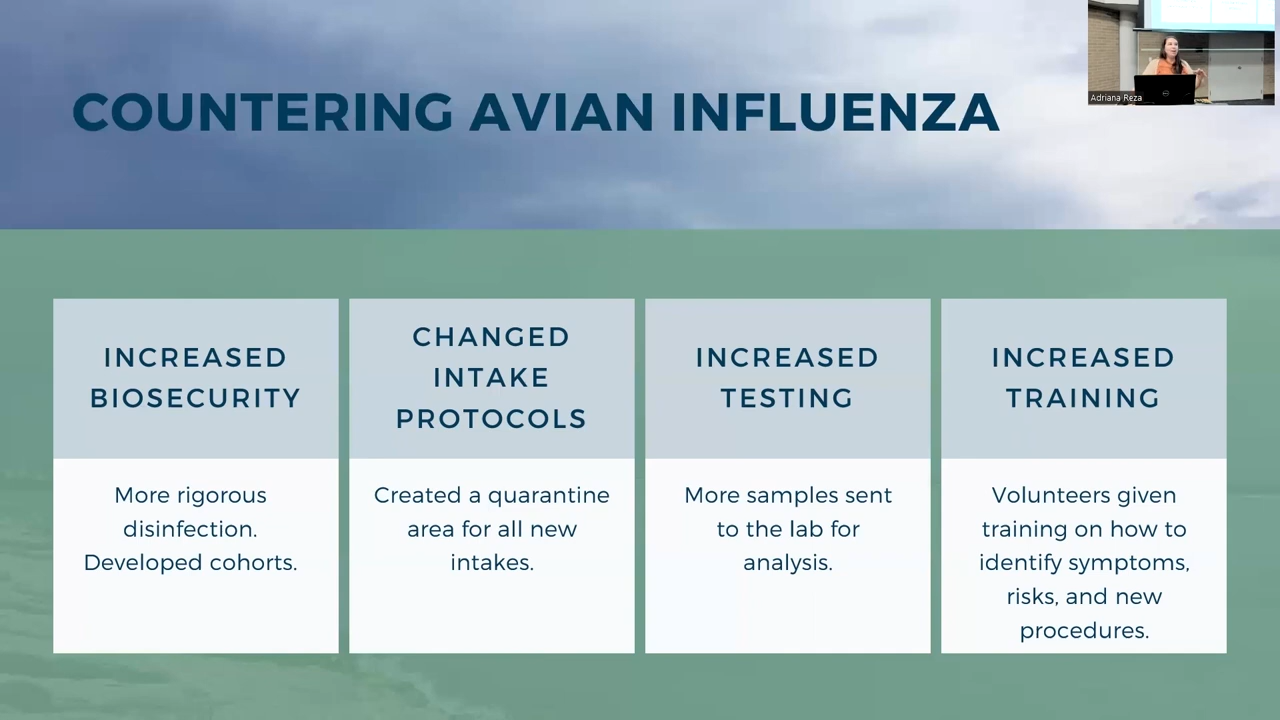 COUNTERING AVIAN INFLUENZA
Adriana Reza
INCREASED
BIOSECURITY
More rigorous
disinfection.
Developed cohorts.
CHANGED
INTAKE
PROTOCOLS
Created a quarantine
area for all new
intakes.
INCREASED
TESTING
More samples sent
to the lab for
analysis.
INCREASED
TRAINING
Volunteers given
training on how to
identify symptoms,
risks, and new
procedures.